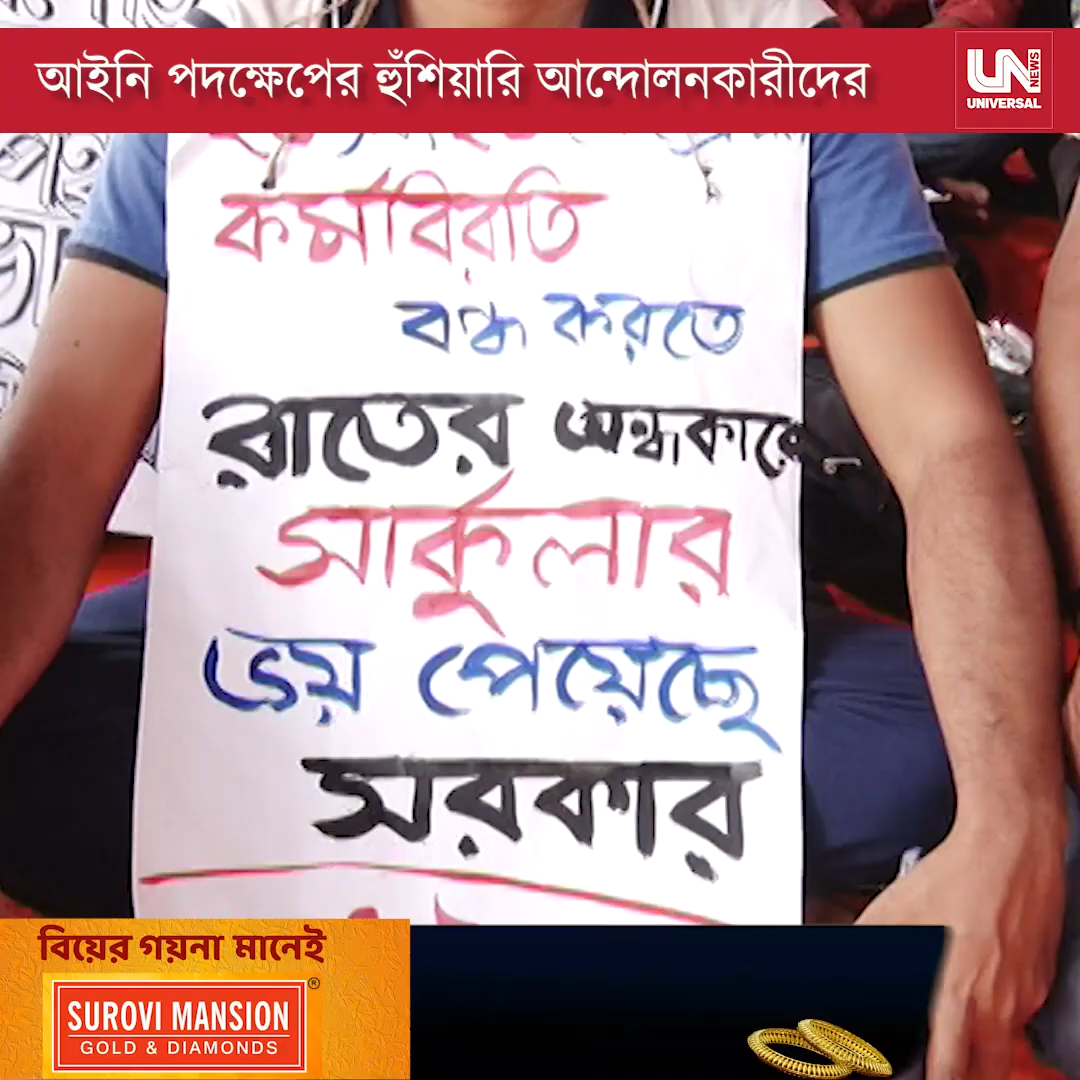 আইনি পদক্ষেপের হুঁশিয়ারি আন্দোলনকারীদের
UN NEWS
UNIVERSAL
কর্মবিরতি
বন্ধ করতে
রাতের অন্ধকারে
সার্কুলার
ভয় পেয়েছে
সরকার
বিয়ের গয়না মানেই
SUROVI MANSION ®
GOLD & DIAMONDS